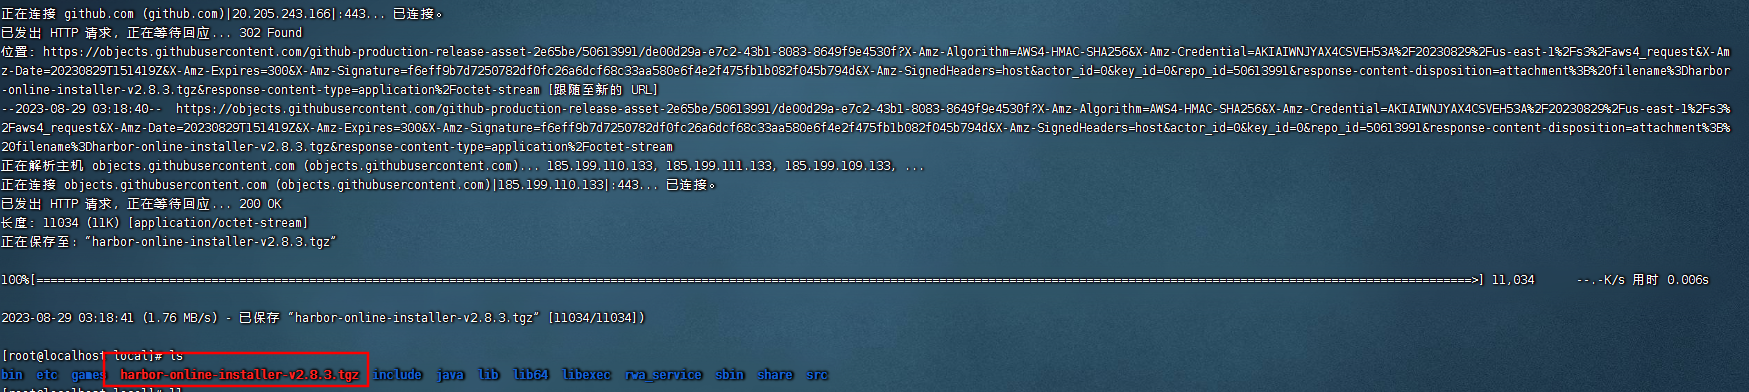 正在连接 github.com (github.com)|20.205.243.166|:443... 已连接。
已发出 HTTP 请求，正在等待回应... 302 Found
位置：https://objects.githubusercontent.com/github-production-release-asset-2e65be/50613991/de00d29a-e7c2-43b1-8083-8649f9e4530f?X-Amz-Algorithm=AWS4-HMAC-SHA256&X-Amz-Credential=AKIAIWNJYAX4CSVEH53A%2F20230829%2Fus-east-1%2Fs3%2Faws4_request&X-Am
z-Date=20230829T151419Z&X-Amz-Expires=300&X-Amz-Signature=f6eff9b7d7250782df0fc26a6dcf68c33aa580e6f4e2f475fb1b082f045b794d&X-Amz-SignedHeaders=host&actor_id=0&key_id=0&repo_id=50613991&response-content-disposition=attachment%3B%20filename%3Dharbor
-online-installer-v2.8.3.tgz&response-content-type=application%2Foctet-stream [跟随至新的 URL]
--2023-08-29 03:18:40--  https://objects.githubusercontent.com/github-production-release-asset-2e65be/50613991/de00d29a-e7c2-43b1-8083-8649f9e4530f?X-Amz-Algorithm=AWS4-HMAC-SHA256&X-Amz-Credential=AKIAIWNJYAX4CSVEH53A%2F20230829%2Fus-east-1%2Fs3%
2Faws4_request&X-Amz-Date=20230829T151419Z&X-Amz-Expires=300&X-Amz-Signature=f6eff9b7d7250782df0fc26a6dcf68c33aa580e6f4e2f475fb1b082f045b794d&X-Amz-SignedHeaders=host&actor_id=0&key_id=0&repo_id=50613991&response-content-disposition=attachment%3B%
20filename%3Dharbor-online-installer-v2.8.3.tgz&response-content-type=application%2Foctet-stream
正在解析主机 objects.githubusercontent.com (objects.githubusercontent.com)... 185.199.110.133, 185.199.111.133, 185.199.109.133, ...
正在连接 objects.githubusercontent.com (objects.githubusercontent.com)|185.199.110.133|:443... 已连接。
已发出 HTTP 请求，正在等待回应... 200 OK
长度：11034 (11K) [application/octet-stream]
正在保存至: “harbor-online-installer-v2.8.3.tgz”
100%[=====================================================================================================================================================================================================>] 11,034      --.-K/s 用时 0.006s
2023-08-29 03:18:41 (1.76 MB/s) - 已保存 “harbor-online-installer-v2.8.3.tgz” [11034/11034])
[root@localhost local]# ls
bin  etc  games  harbor-online-installer-v2.8.3.tgz  include  java  lib  lib64  libexec  rwa_service  sbin  share  src
[root@localhost local]# ll